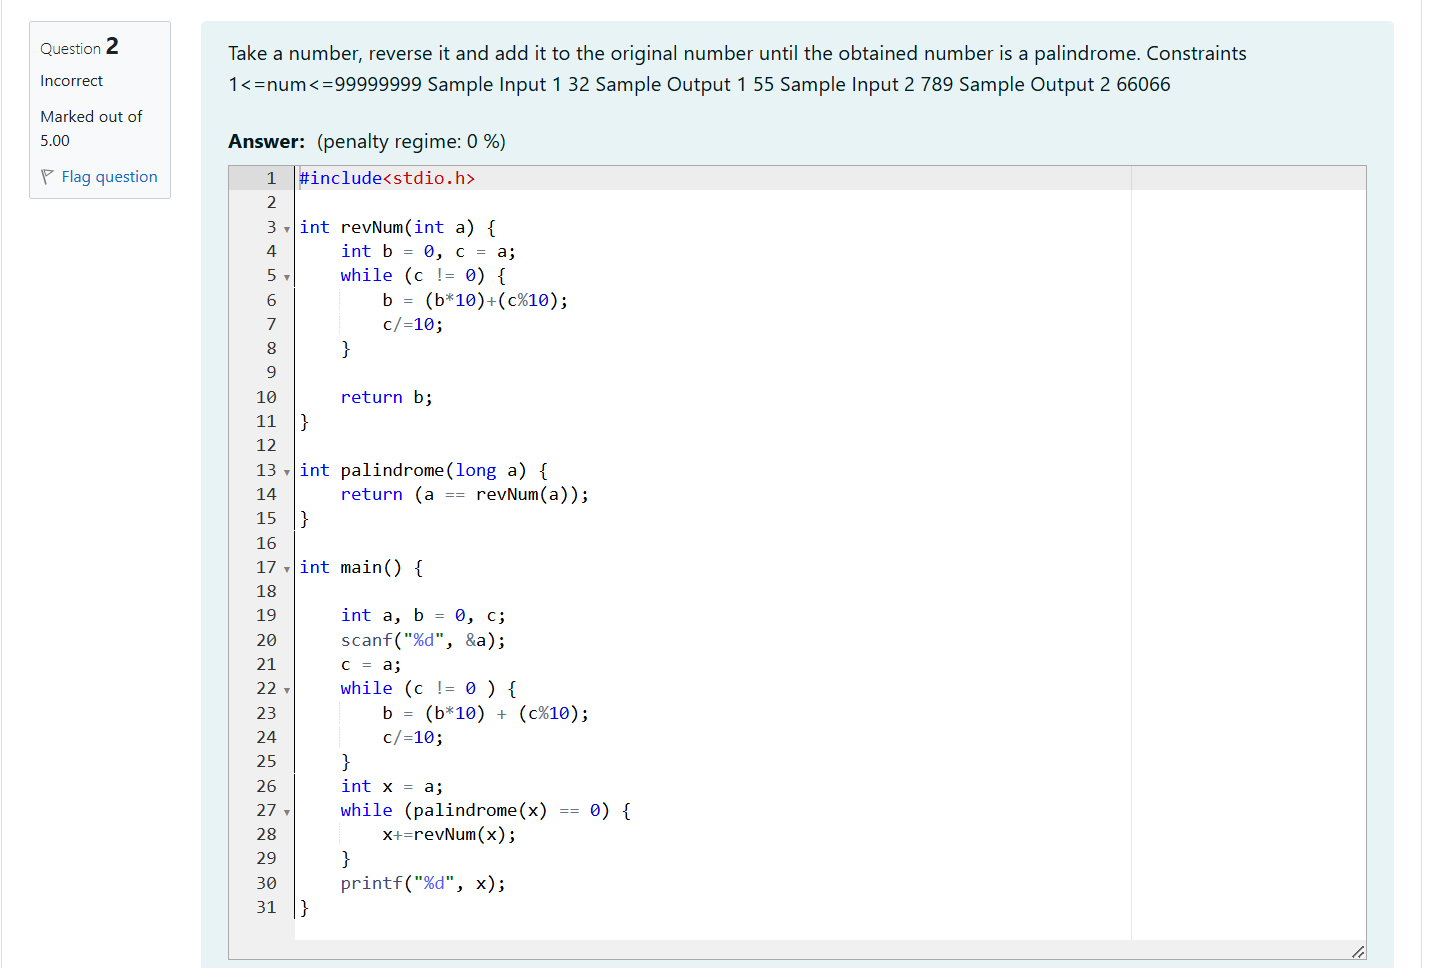 Question 2
Incorrect
Marked out of
5.00
Flag question
Take a number, reverse it and add it to the original number until the obtained number is a palindrome. Constraints
1<=num<=99999999 Sample Input 1 32 Sample Output 1 55 Sample Input 2 789 Sample Output 2 66066
Answer: (penalty regime: 0 %)
1 #include<stdio.h>
2
3 int revNum(int a) {
4     int b = 0, c = a;
5     while (c != 0) {
6         b = (b*10)+(c%10);
7         c/=10;
8     }
9
10     return b;
11 }
12
13 int palindrome(long a) {
14     return (a == revNum(a));
15 }
16
17 int main() {
18
19     int a, b = 0, c;
20     scanf("%d", &a);
21     c = a;
22     while (c != 0 ) {
23         b = (b*10) + (c%10);
24         c/=10;
25     }
26     int x = a;
27     while (palindrome(x) == 0) {
28         x+=revNum(x);
29     }
30     printf("%d", x);
31 }